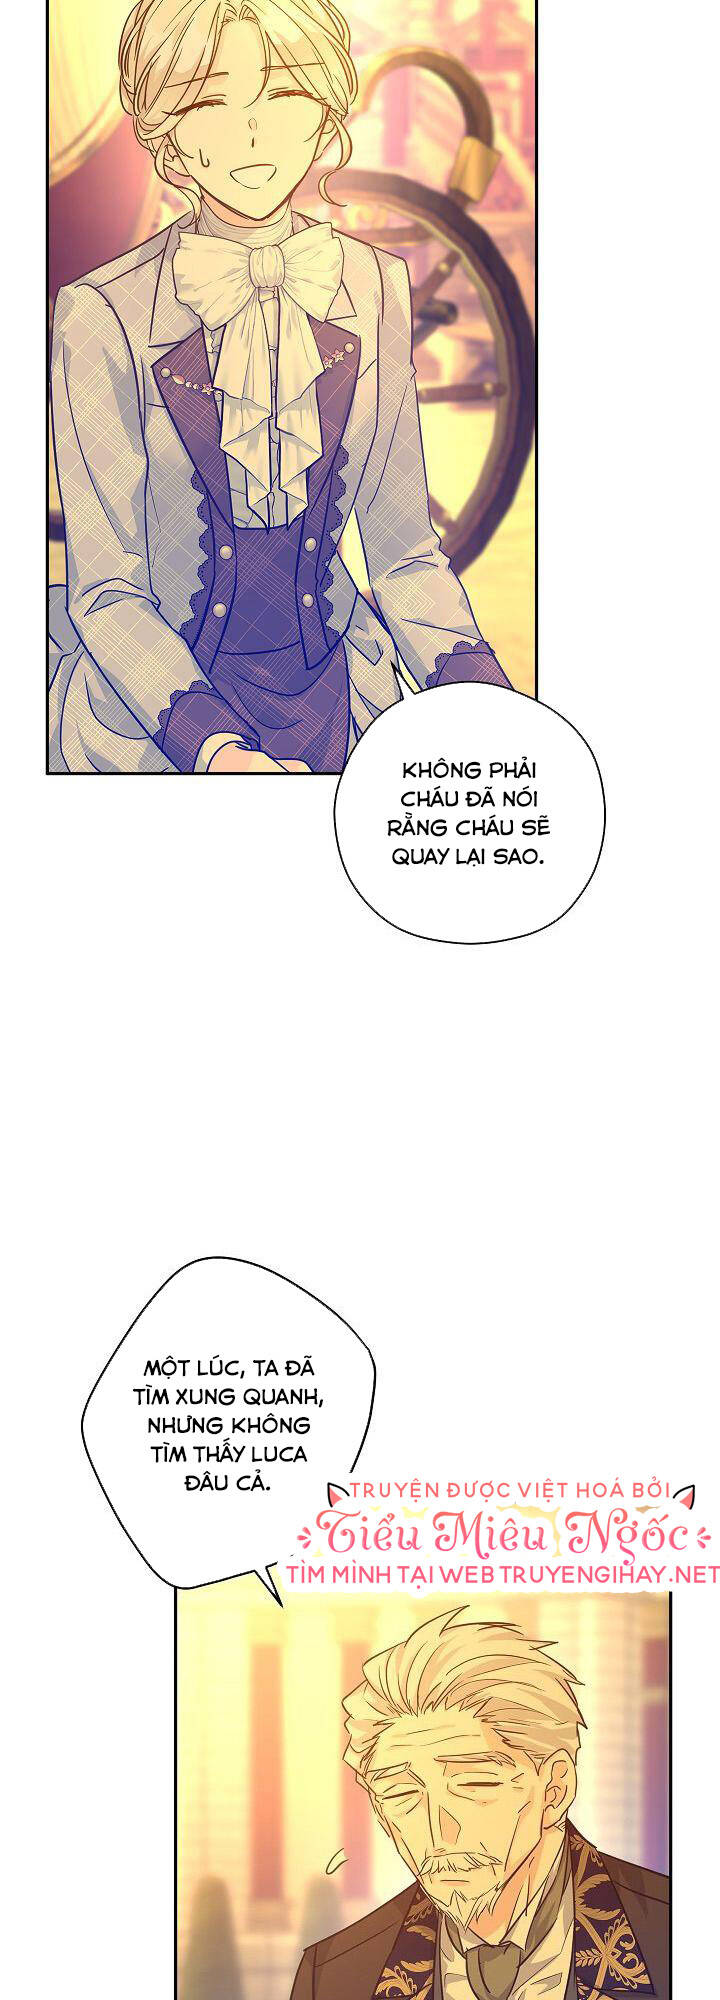 KHÔNG PHẢI
CHÁU ĐÃ NÓI
RẰNG CHÁU SẼ
QUAY LẠI SAO.
MỘT LÚC, TA ĐÃ
TÌM XUNG QUANH,
NHƯNG KHÔNG
TÌM THẤY LUCA
ĐÂU CẢ.
TRUYỆN ĐƯỢC VIỆT HOÁ BỞI
Tiểu Miêu Ngốc
TÌM MÌNH TẠI WEB TRUYENGIHAY.NET